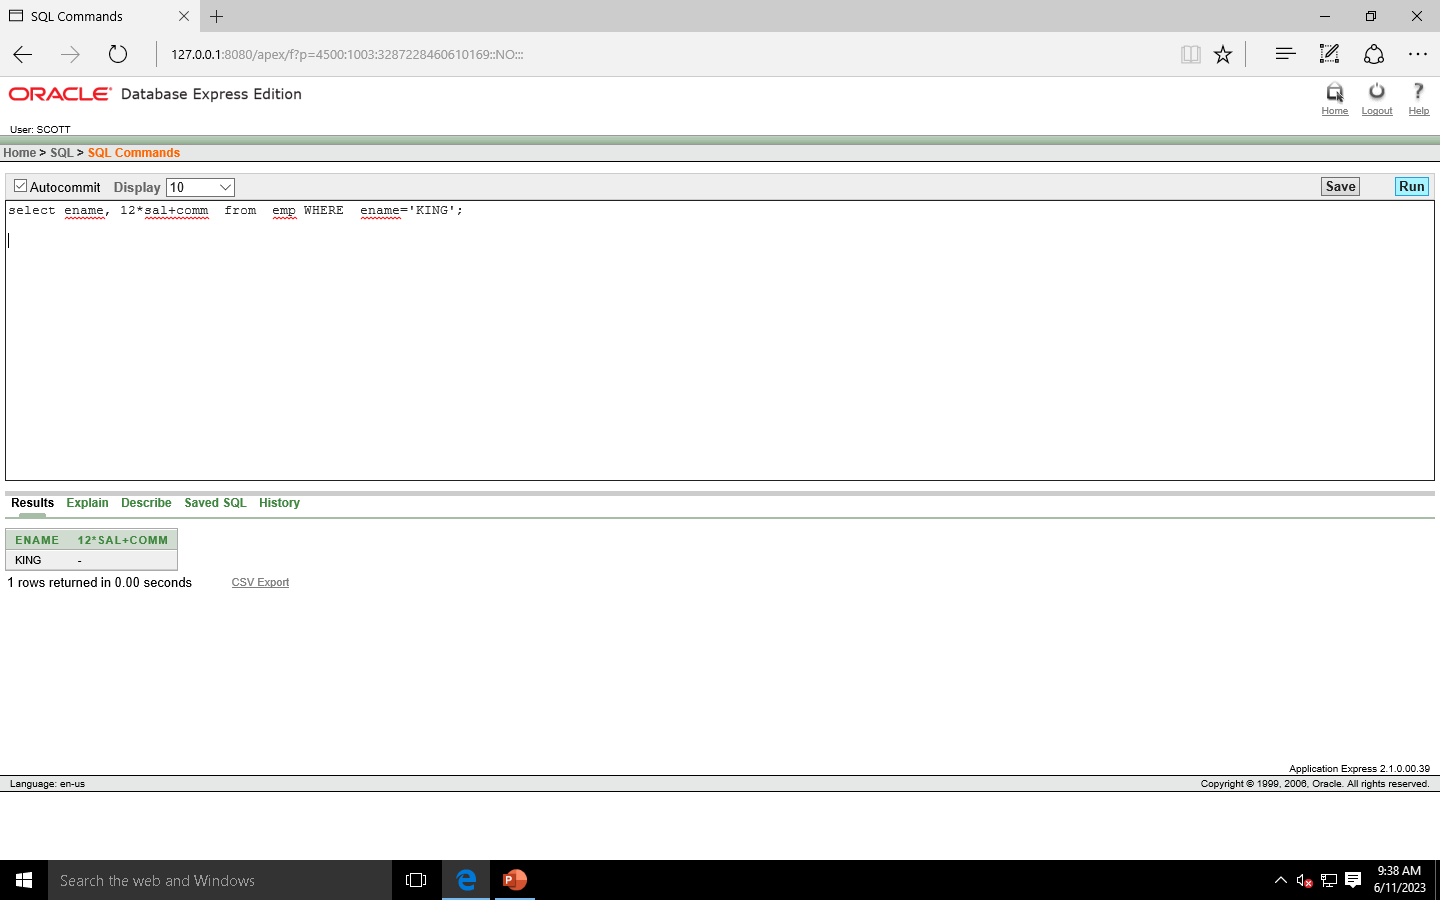 SQL Commands
127.0.0.1:8080/apex/f?p=4500:1003:3287228460610169::NO:::
ORACLE Database Express Edition
Home Logout Help
User: SCOTT
Home > SQL > SQL Commands
Autocommit Display 10 Save Run
select ename, 12*sal+comm  from  emp WHERE  ename='KING';
Results Explain Describe Saved SQL History
ENAME 12*SAL+COMM
KING -
1 rows returned in 0.00 seconds CSV Export
Application Express 2.1.0.00.39
Language: en-us Copyright © 1999, 2006, Oracle. All rights reserved.
Search the web and Windows
9:38 AM
6/11/2023